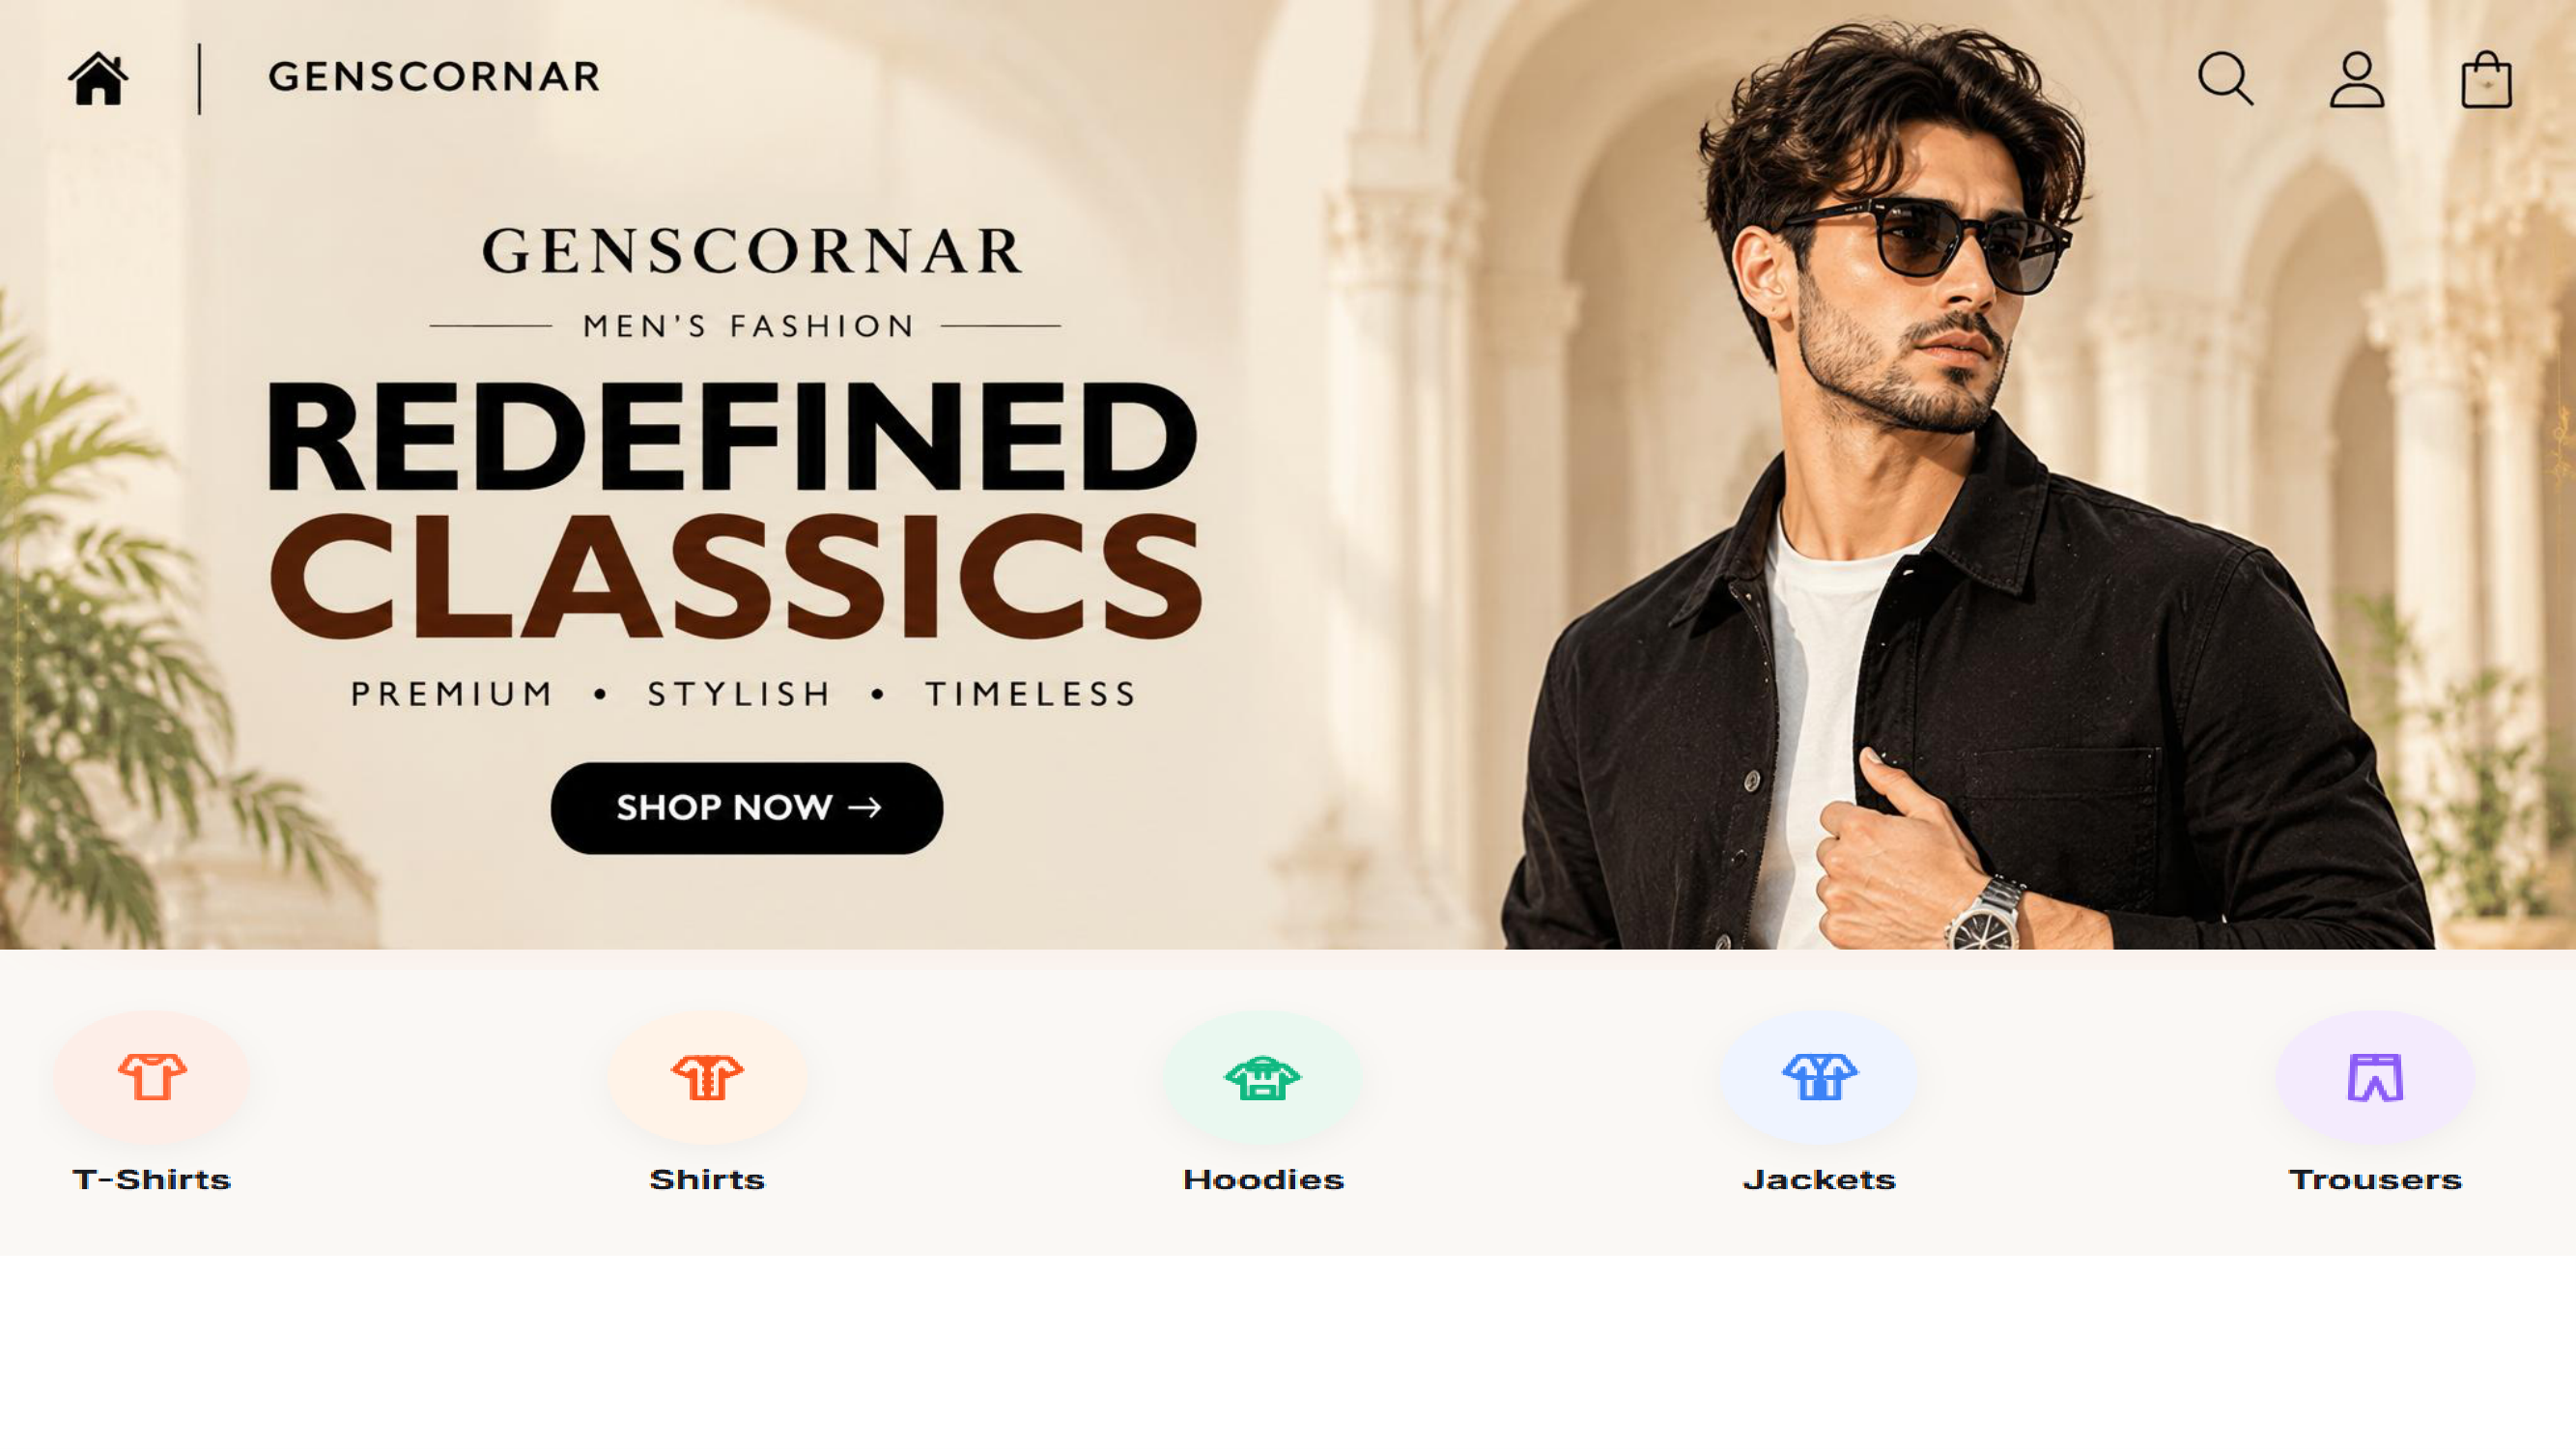 GENSCORNAR
GENSCORNAR
MEN'S FASHION
REDEFINED
CLASSICS
PREMIUM • STYLISH • TIMELESS
SHOP NOW →
T-Shirts Shirts Hoodies Jackets Trousers